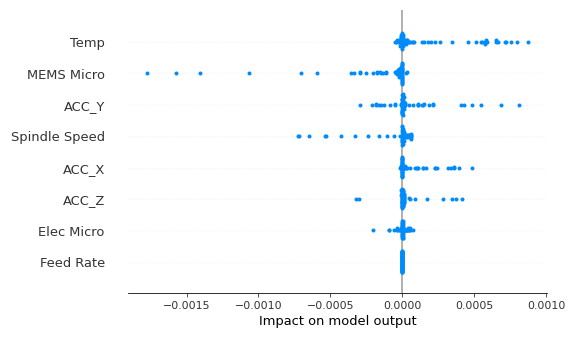 Temp
MEMS Micro
ACC_Y
Spindle Speed
ACC_X
ACC_Z
Elec Micro
Feed Rate
−0.0015 −0.0010 −0.0005 0.0000 0.0005 0.0010
Impact on model output